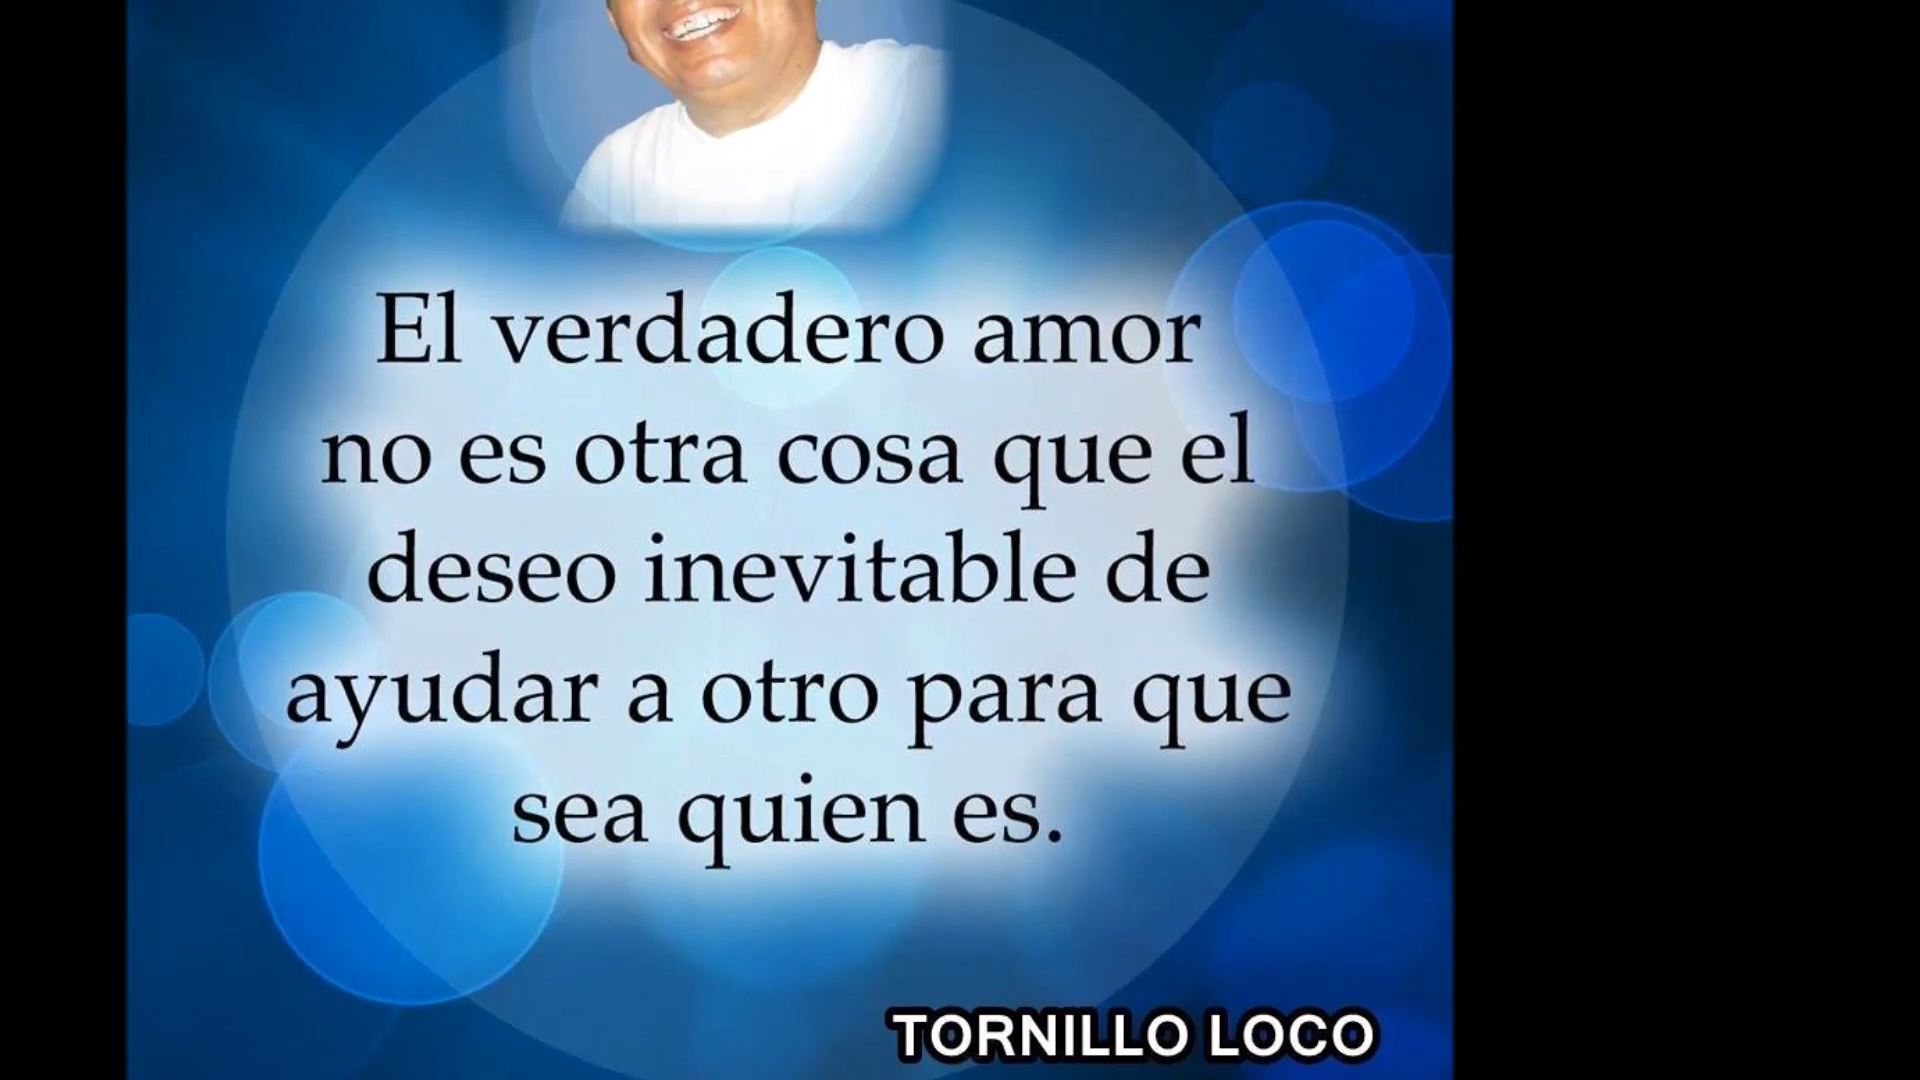 El verdadero amor
no es otra cosa que el
deseo inevitable de
ayudar a otro para que
sea quien es.
TORNILLO LOCO